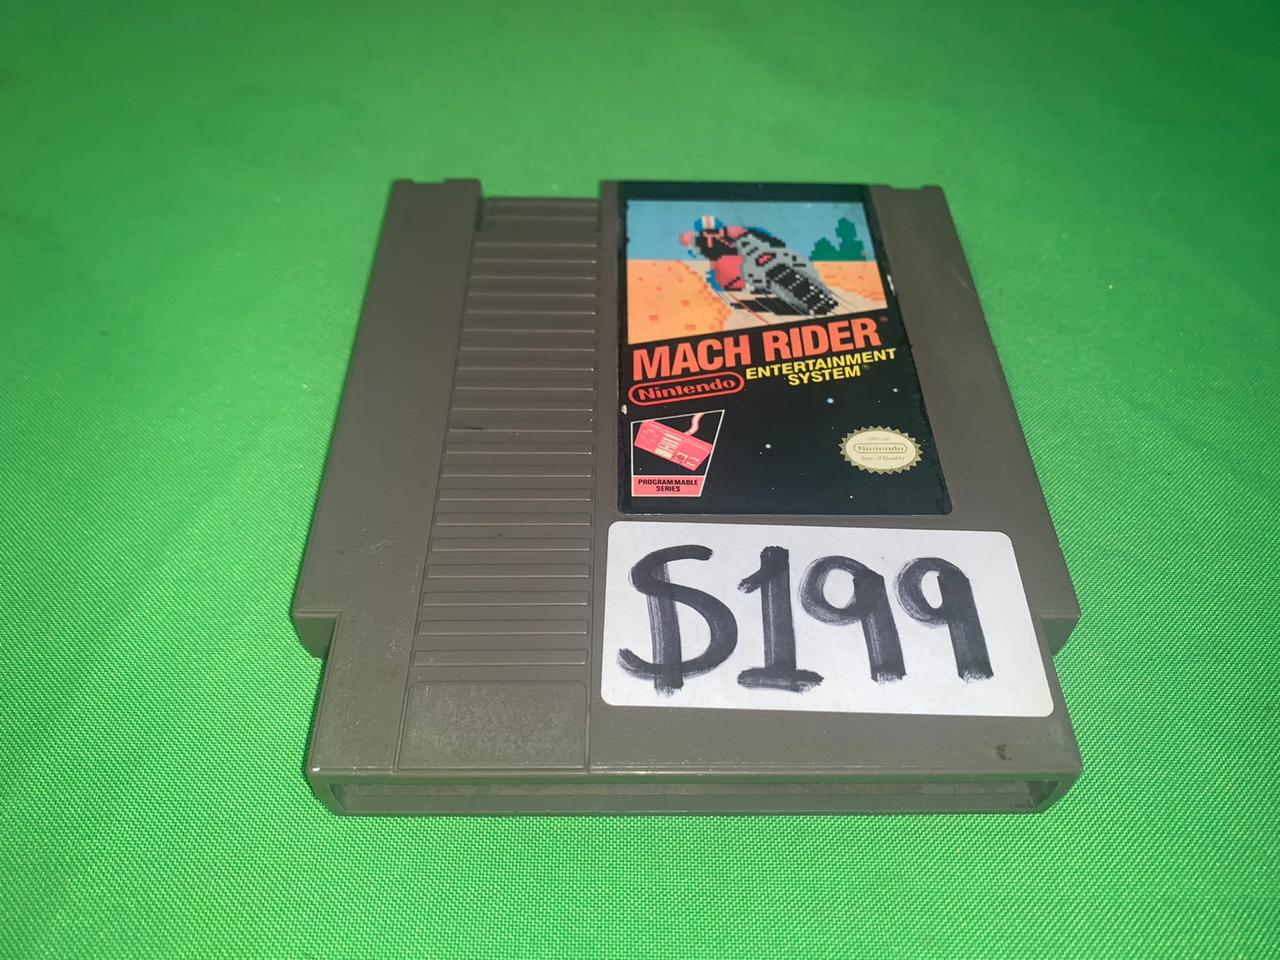 MACH RIDER®
Nintendo®
ENTERTAINMENT
SYSTEM®
PROGRAMMABLE
SERIES
Official
Nintendo
Seal of Quality
$199